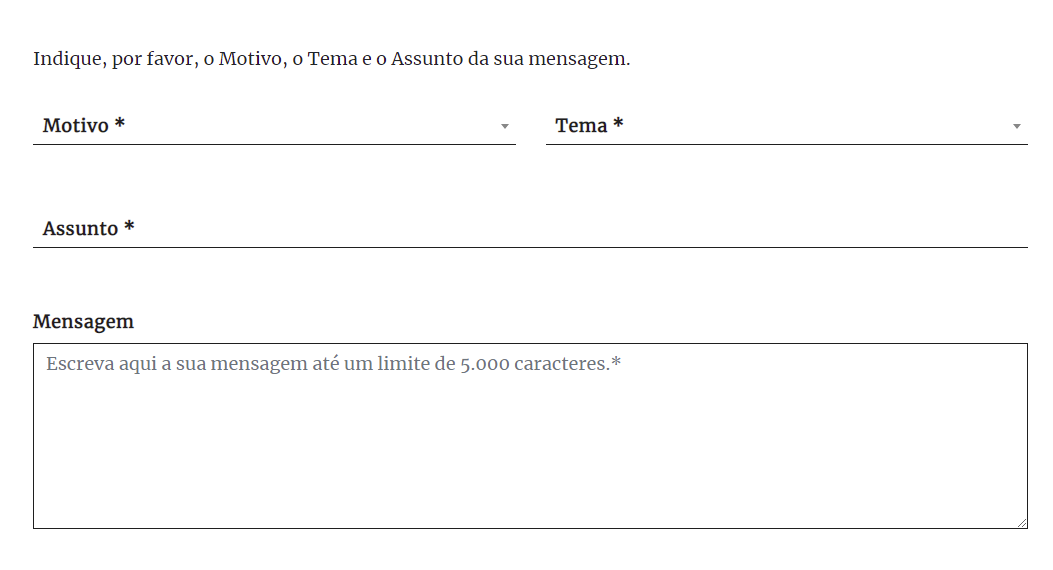 Indique, por favor, o Motivo, o Tema e o Assunto da sua mensagem.
Motivo * Tema *
Assunto *
Mensagem
Escreva aqui a sua mensagem até um limite de 5.000 caracteres.*